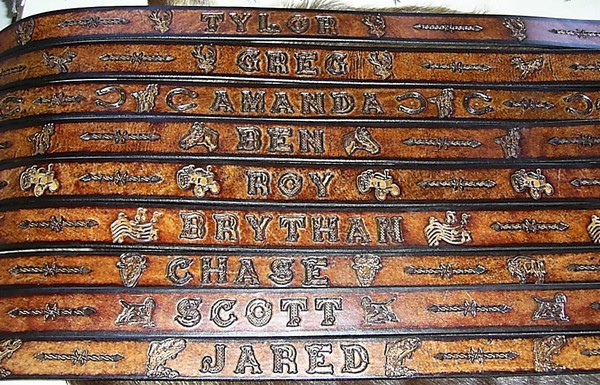 TYLOR
GREG
AMANDA
BEN
ROY
BRYTHAN
CHASE
SCOTT
JARED